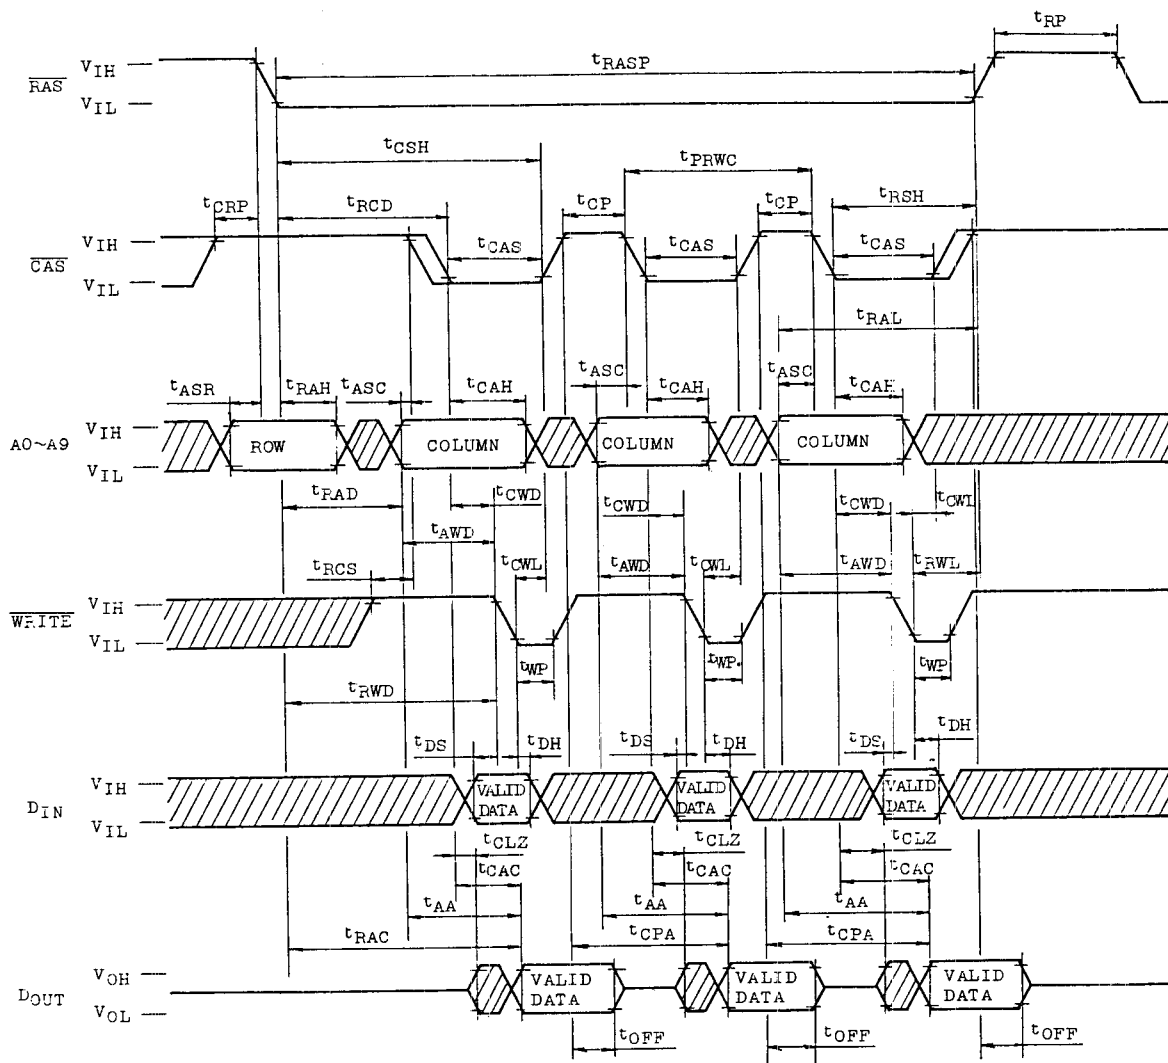 tRP
VIH
RAS
tRASP
VIL
tCSH
tPRWC
tCRP
tRCD
tCP
tCP
tRSH
VIH
CAS
tCAS
tCAS
tCAS
VIL
tRAL
tASR
tRAH
tASC
tCAH
tASC
tCAH
tASC
tCAH
VIH
A0~A9
ROW
COLUMN
COLUMN
COLUMN
VIL
tRAD
tCWD
tCWD
tCWD
tCWL
tAWD
tRCS
tCWL
tAWD
tCWL
tAWD
tRWL
VIH
WRITE
VIL
tWP
tWP.
tWP
tRWD
tDS
tDH
tDS
tDH
tDS
tDH
VIH
DIN
VALID
DATA
VALID
DATA
VALID
DATA
VIL
tCLZ
tCLZ
tCLZ
tCAC
tCAC
tCAC
tAA
tAA
tAA
tRAC
tCPA
tCPA
VOH
DOUT
VALID
DATA
VALID
DATA
VALID
DATA
VOL
tOFF
tOFF
tOFF